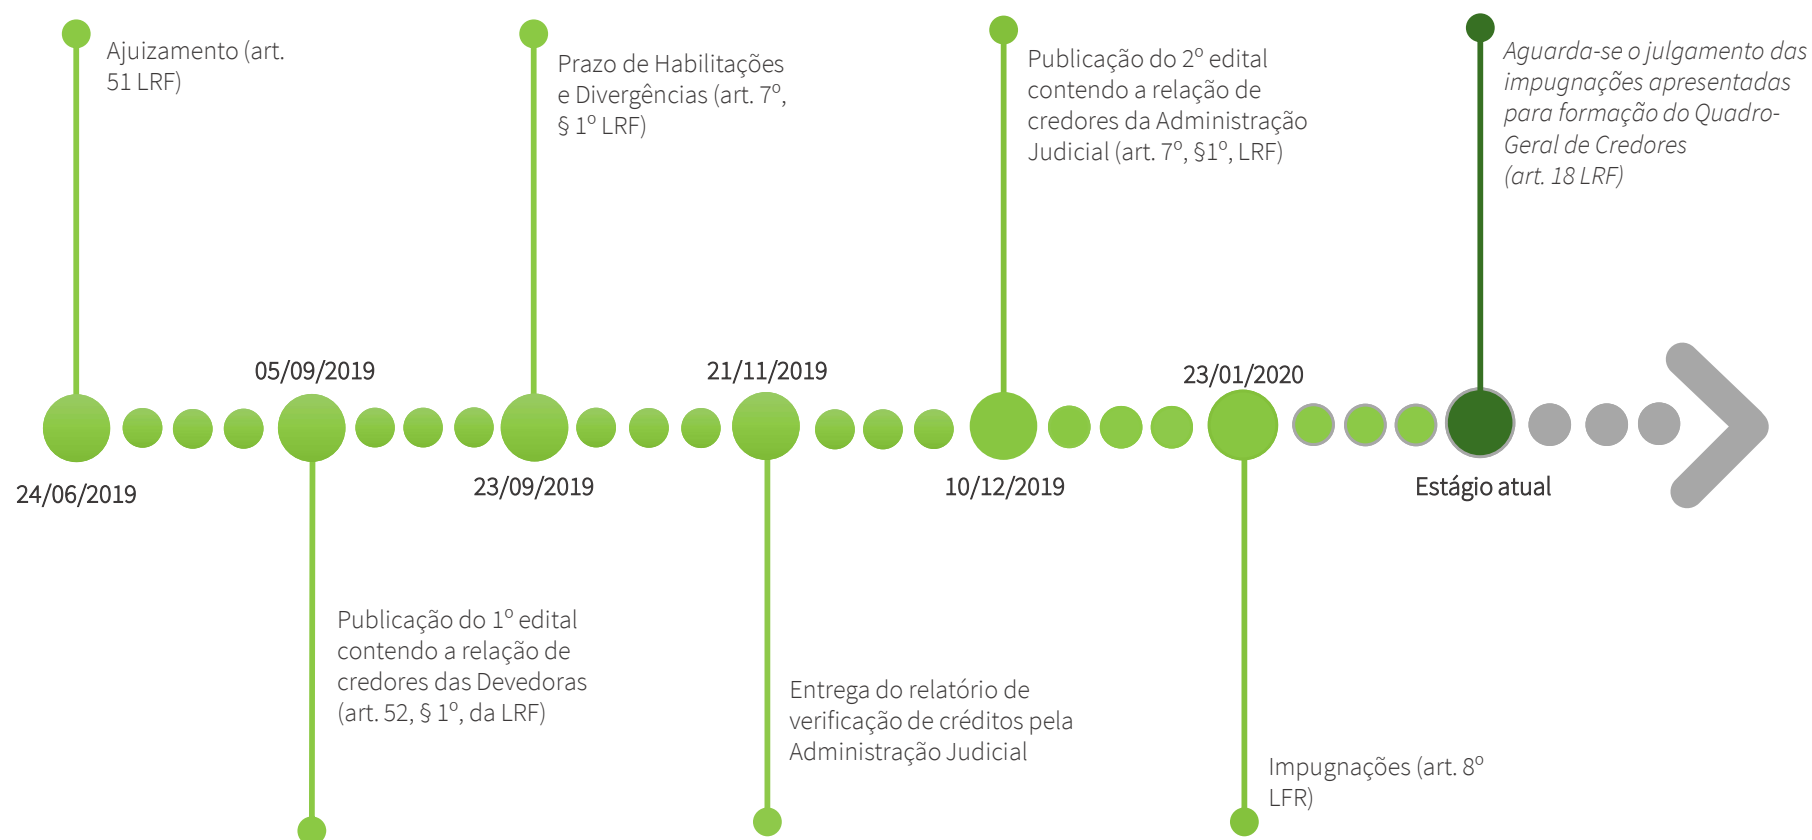 Ajuizamento (art.
51 LRF)
Prazo de Habilitações
e Divergências (art. 7º,
§ 1º LRF)
Publicação do 2º edital
contendo a relação de
credores da Administração
Judicial (art. 7º, §1º, LRF)
Aguarda-se o julgamento das
impugnações apresentadas
para formação do Quadro-
Geral de Credores
(art. 18 LRF)
05/09/2019
21/11/2019
23/01/2020
24/06/2019
23/09/2019
10/12/2019
Estágio atual
Publicação do 1º edital
contendo a relação de
credores das Devedoras
(art. 52, § 1º, da LRF)
Entrega do relatório de
verificação de créditos pela
Administração Judicial
Impugnações (art. 8º
LFR)